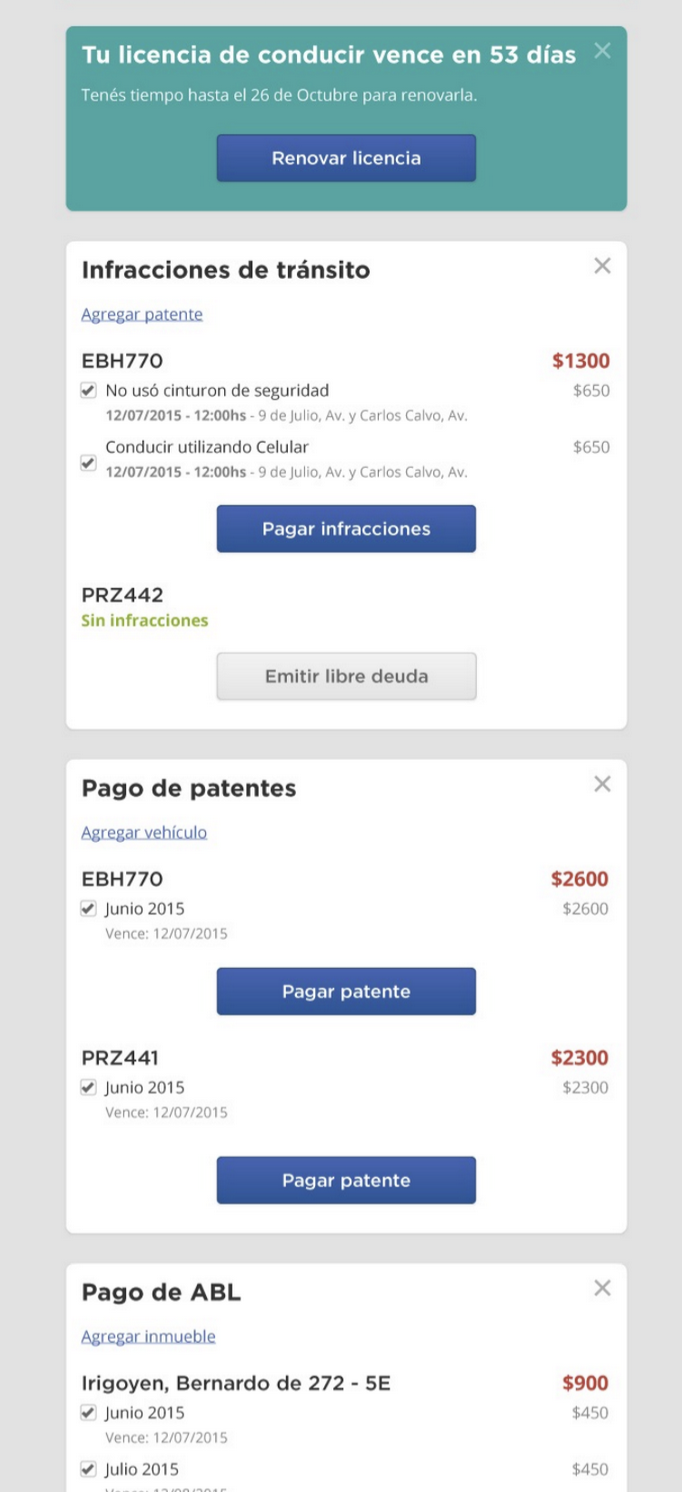 Tu licencia de conducir vence en 53 días
Tenés tiempo hasta el 26 de Octubre para renovarla.
Renovar licencia
Infracciones de tránsito
Agregar patente
EBH770 $1300
No usó cinturon de seguridad $650
12/07/2015 - 12:00hs - 9 de Julio, Av. y Carlos Calvo, Av.
Conducir utilizando Celular $650
12/07/2015 - 12:00hs - 9 de Julio, Av. y Carlos Calvo, Av.
Pagar infracciones
PRZ442
Sin infracciones
Emitir libre deuda
Pago de patentes
Agregar vehículo
EBH770 $2600
Junio 2015 $2600
Vence: 12/07/2015
Pagar patente
PRZ441 $2300
Junio 2015 $2300
Vence: 12/07/2015
Pagar patente
Pago de ABL
Agregar inmueble
Irigoyen, Bernardo de 272 - 5E $900
Junio 2015 $450
Vence: 12/07/2015
Julio 2015 $450